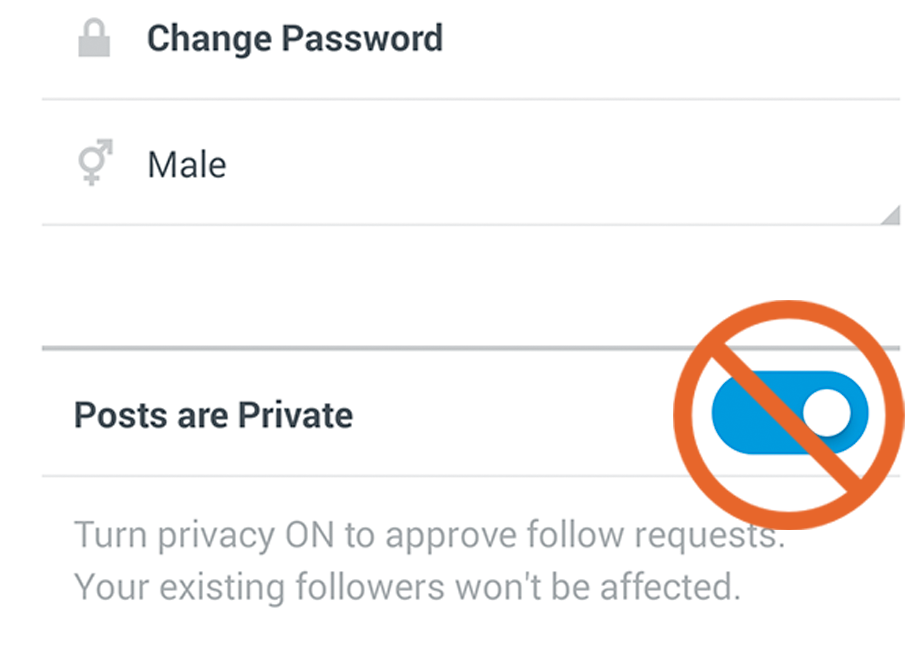 Change Password
Male
Posts are Private
Turn privacy ON to approve follow requests.
Your existing followers won't be affected.